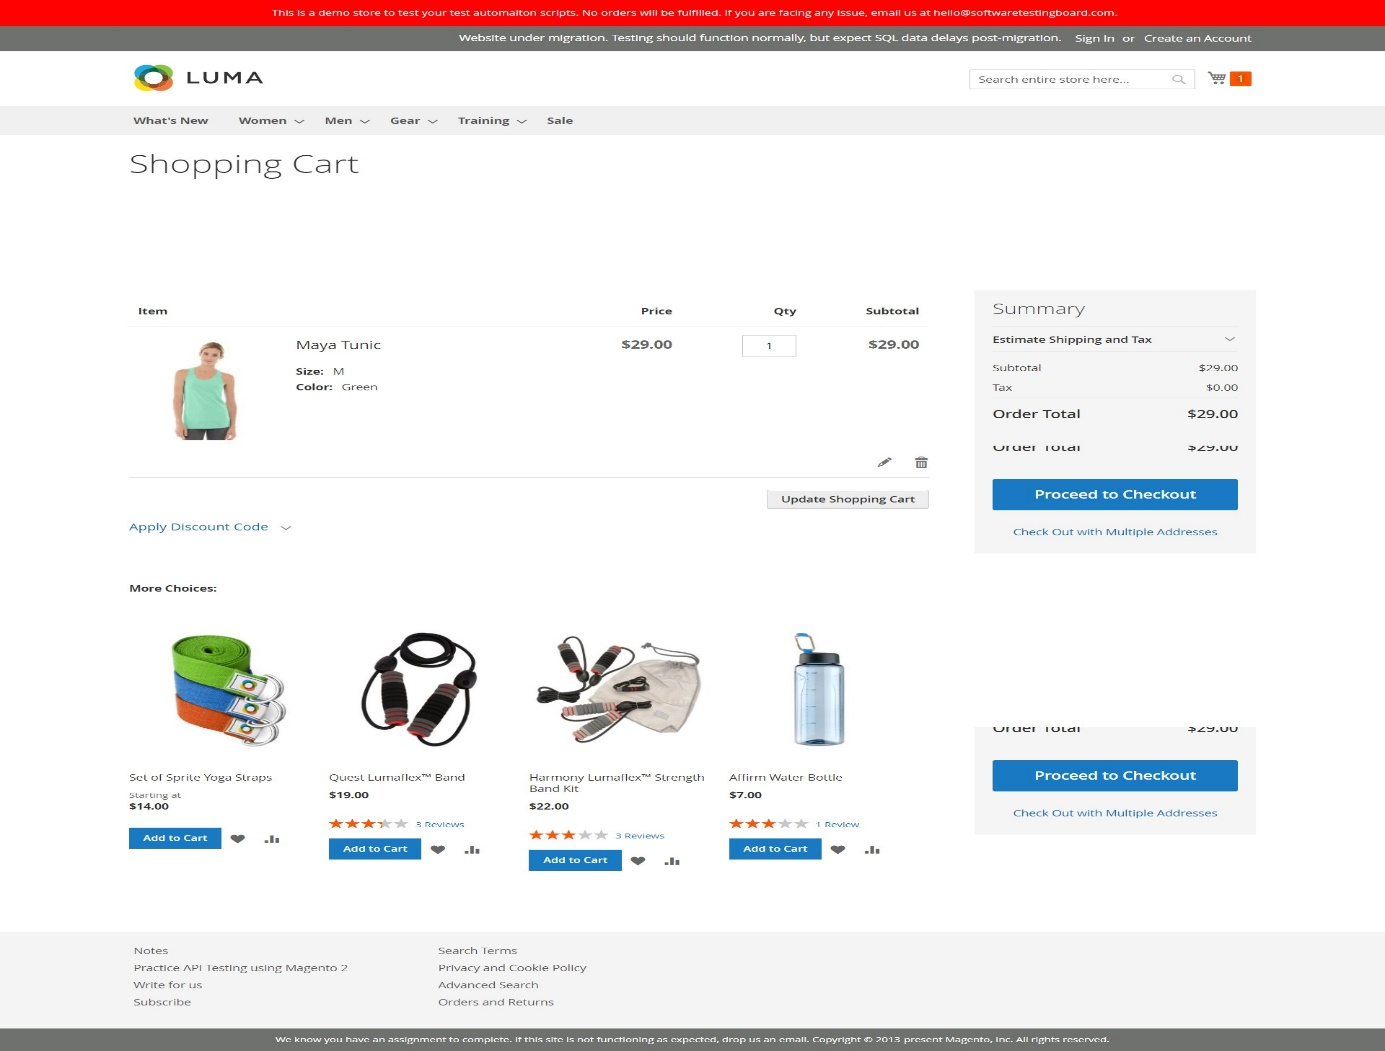 This is a demo store to test your test automaiton scripts. No orders will be fulfilled. If you are facing any issue, email us at hello@softwaretestingboard.com.
Website under migration. Testing should function normally, but expect SQL data delays post-migration. Sign In or Create an Account
LUMA
Search entire store here...
1
What's New Women Men Gear Training Sale
Shopping Cart
Item Price Qty Subtotal
Maya Tunic $29.00 1 $29.00
Size: M
Color: Green
Update Shopping Cart
Apply Discount Code
Summary
Estimate Shipping and Tax
Subtotal $29.00
Tax $0.00
Order Total $29.00
Order Total $29.00
Proceed to Checkout
Check Out with Multiple Addresses
More Choices:
Set of Sprite Yoga Straps
Starting at
$14.00
Add to Cart
Quest Lumaflex™ Band
$19.00
3 Reviews
Add to Cart
Harmony Lumaflex™ Strength
Band Kit
$22.00
3 Reviews
Add to Cart
Affirm Water Bottle
$7.00
1 Review
Add to Cart
Order Total $29.00
Proceed to Checkout
Check Out with Multiple Addresses
Notes
Practice API Testing using Magento 2
Write for us
Subscribe
Search Terms
Privacy and Cookie Policy
Advanced Search
Orders and Returns
We know you have an assignment to complete. If this site is not functioning as expected, drop us an email. Copyright © 2013-present Magento, Inc. All rights reserved.